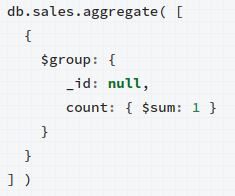 db.sales.aggregate( [
  {
    $group: {
       _id: null,
       count: { $sum: 1 }
    }
  }
] )